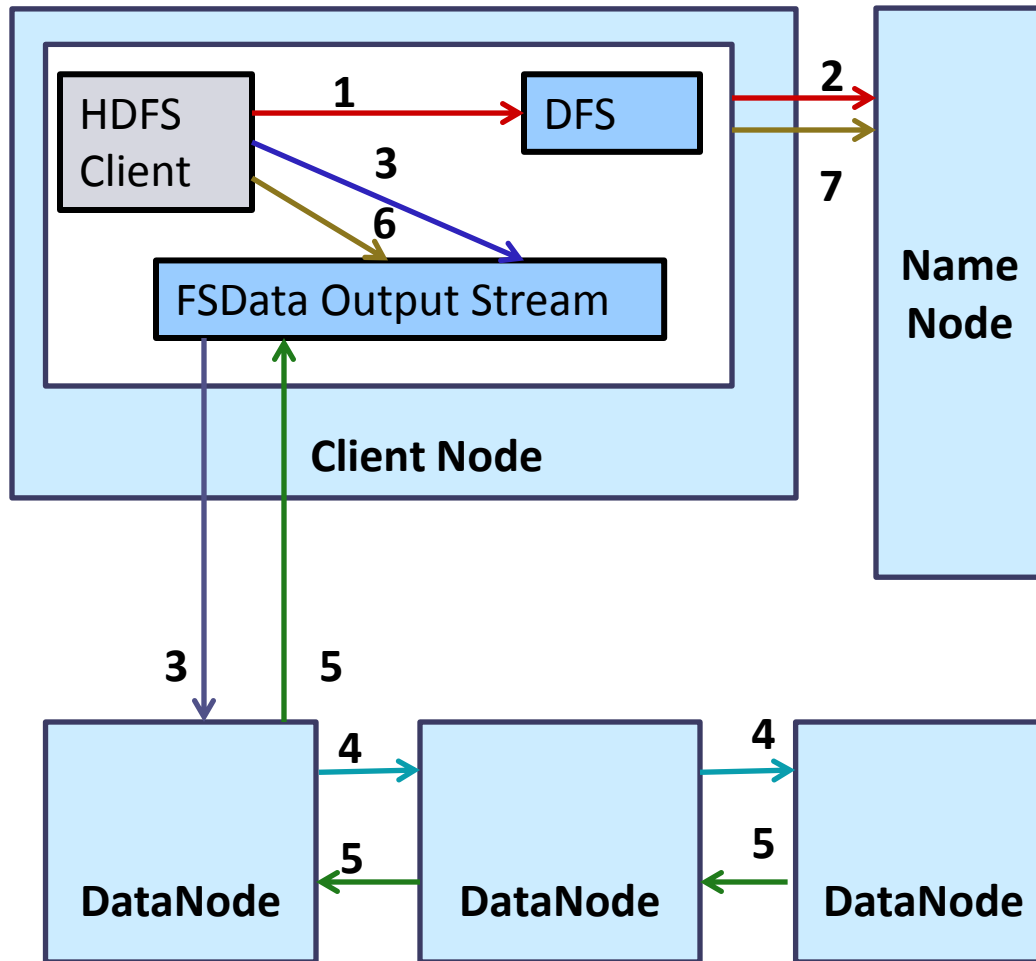 1
2
HDFS
Client
DFS
3
7
6
Name
Node
FSData Output Stream
Client Node
3
5
4
4
5
5
DataNode
DataNode
DataNode